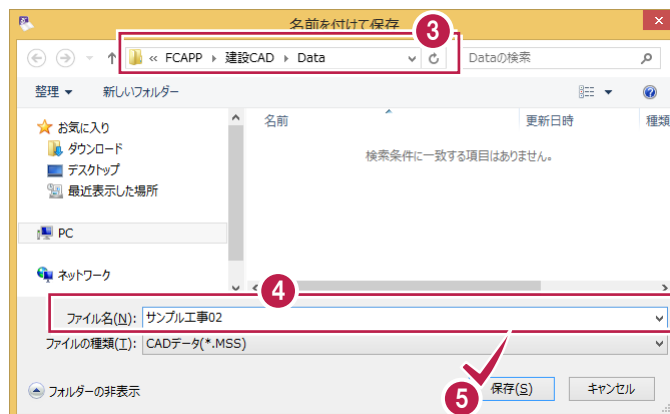 名前を付けて保存
3
« FCAPP ▸ 建設CAD ▸ Data
Dataの検索
整理 ▼ 新しいフォルダー
お気に入り
ダウンロード
デスクトップ
最近表示した場所
PC
ネットワーク
名前 更新日時 種類
検索条件に一致する項目はありません。
4
ファイル名(N): サンプル工事02
ファイルの種類(T): CADデータ(*.MSS)
フォルダーの非表示
5
保存(S) キャンセル